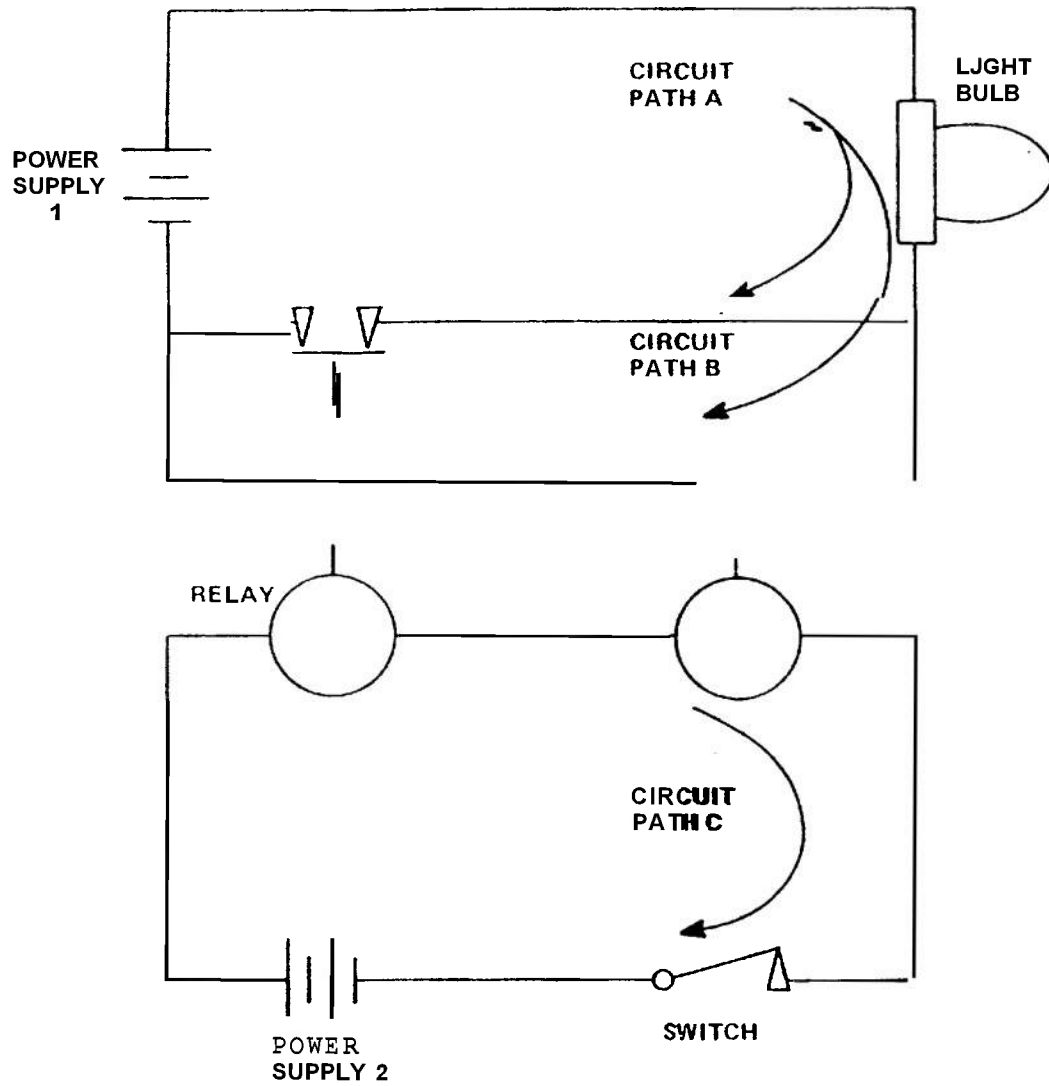 CIRCUIT
PATH A
LJGHT
BULB
POWER
SUPPLY
1
CIRCUIT
PATH B
RELAY
CIRCUIT
PATH C
SWITCH
POWER
SUPPLY 2